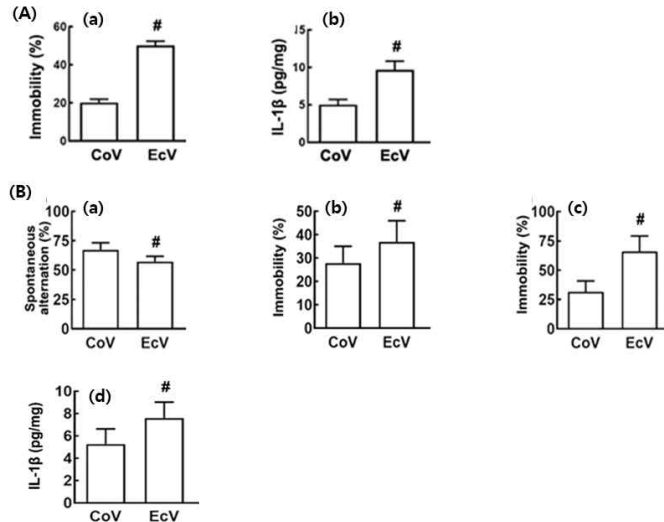 (A)
(a)
Immobility (%)
60
40
20
0
#
CoV EcV
(b)
IL-1β (pg/mg)
15
10
5
0
#
CoV EcV
(B)
(a)
Spontaneous
alternation (%)
100
75
50
25
0
#
CoV EcV
(b)
Immobility (%)
50
40
30
20
10
0
#
CoV EcV
(c)
Immobility (%)
100
75
50
25
0
#
CoV EcV
(d)
IL-1β (pg/mg)
10
8
6
4
2
0
#
CoV EcV